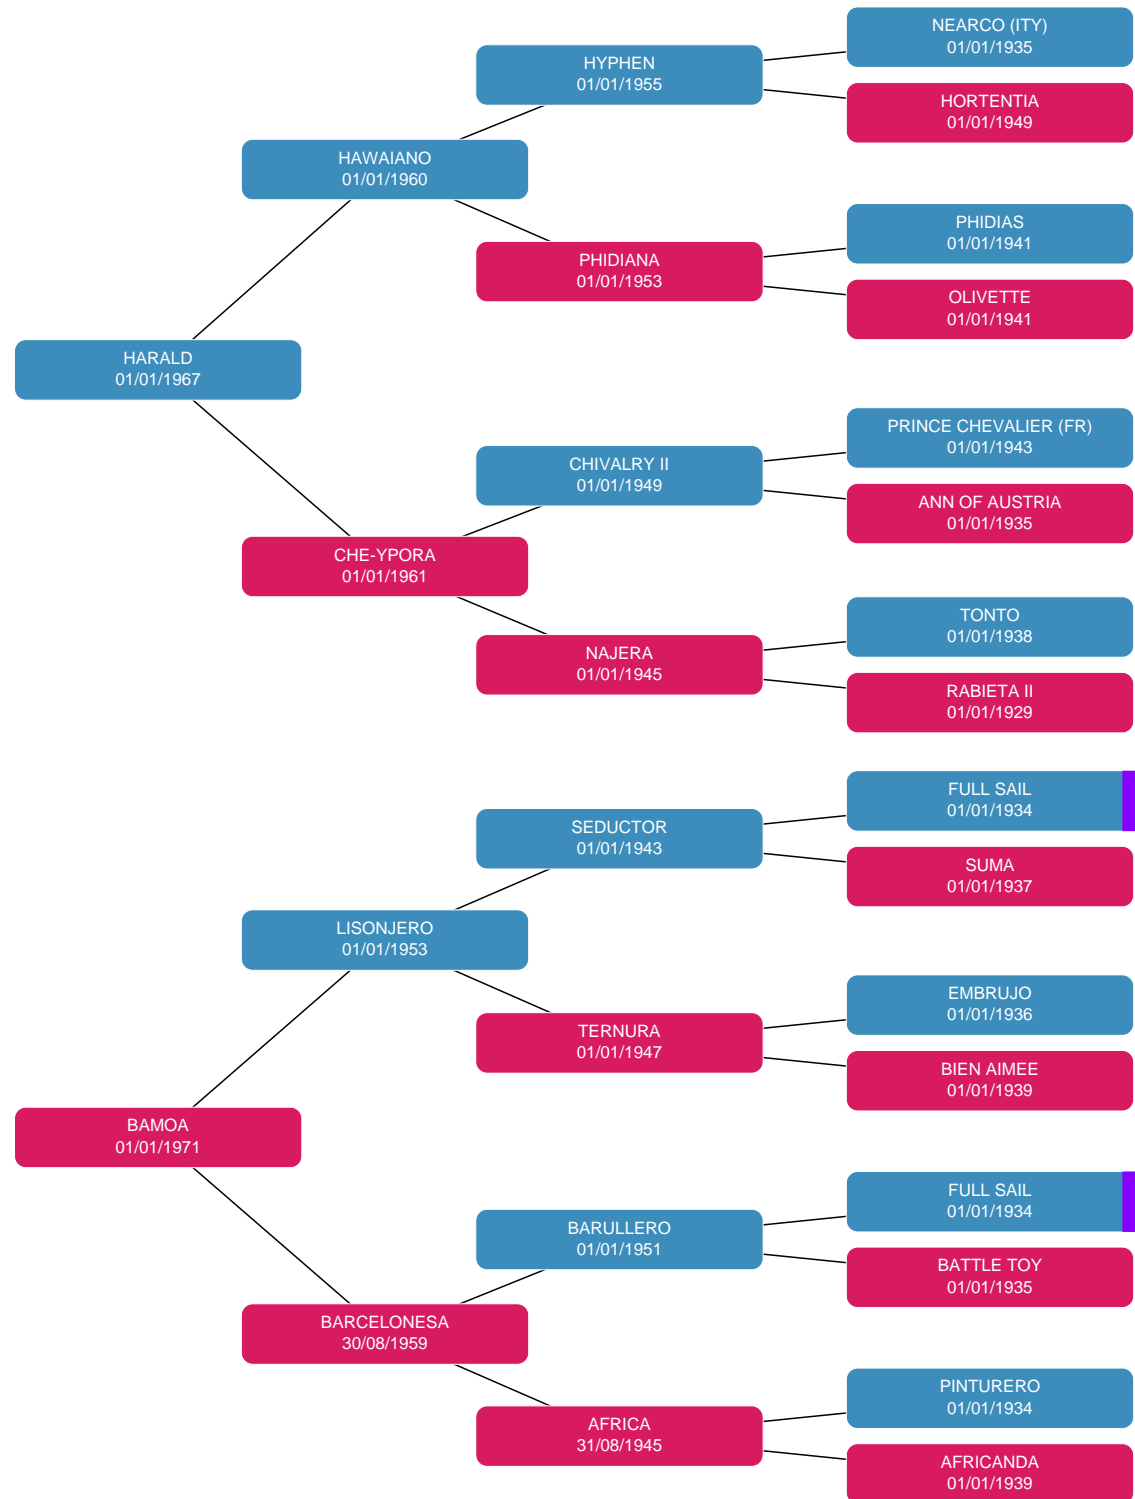 NEARCO (ITY)
01/01/1935
HYPHEN
01/01/1955
HORTENTIA
01/01/1949
HAWAIANO
01/01/1960
PHIDIAS
01/01/1941
PHIDIANA
01/01/1953
OLIVETTE
01/01/1941
HARALD
01/01/1967
PRINCE CHEVALIER (FR)
01/01/1943
CHIVALRY II
01/01/1949
ANN OF AUSTRIA
01/01/1935
CHE-YPORA
01/01/1961
TONTO
01/01/1938
NAJERA
01/01/1945
RABIETA II
01/01/1929
FULL SAIL
01/01/1934
SEDUCTOR
01/01/1943
SUMA
01/01/1937
LISONJERO
01/01/1953
EMBRUJO
01/01/1936
TERNURA
01/01/1947
BIEN AIMEE
01/01/1939
BAMOA
01/01/1971
FULL SAIL
01/01/1934
BARULLERO
01/01/1951
BATTLE TOY
01/01/1935
BARCELONESA
30/08/1959
PINTURERO
01/01/1934
AFRICA
31/08/1945
AFRICANDA
01/01/1939